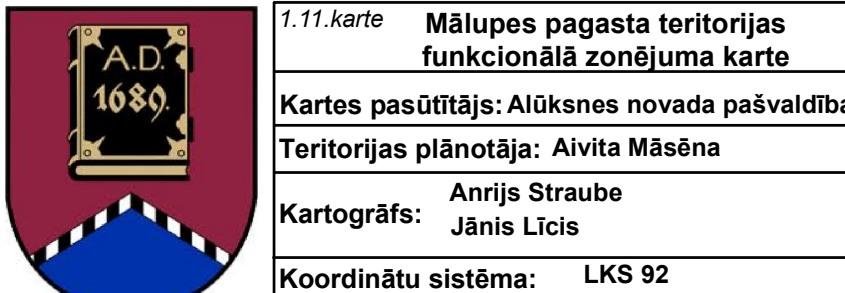 A.D.
1689.
1.11.karte Mālupes pagasta teritorijas
funkcionālā zonējuma karte
Kartes pasūtītājs: Alūksnes novada pašvaldība
Teritorijas plānotāja: Aivita Māsēna
Kartogrāfs: Anrijs Straube
Jānis Līcis
Koordinātu sistēma: LKS 92